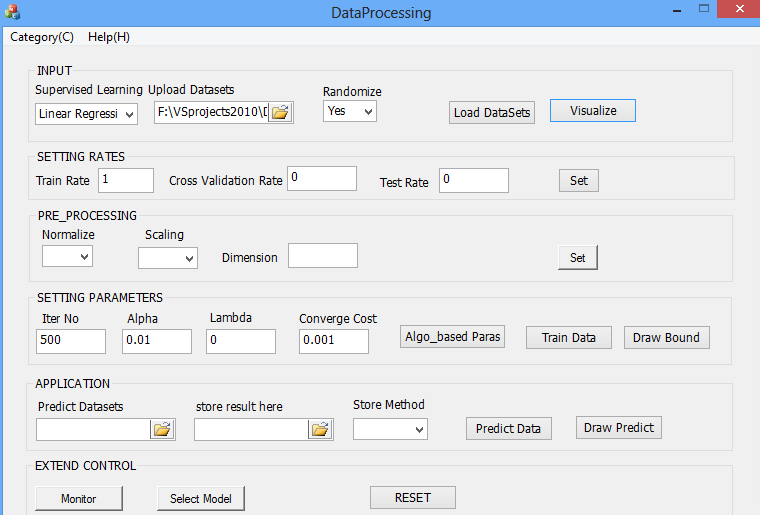 DataProcessing
Category(C) Help(H)
INPUT
Supervised Learning Upload Datasets Randomize
Linear Regressi F:\VSprojects2010\[ Yes Load DataSets Visualize
SETTING RATES
Train Rate 1 Cross Validation Rate 0 Test Rate 0 Set
PRE_PROCESSING
Normalize Scaling
Dimension Set
SETTING PARAMETERS
Iter No Alpha Lambda Converge Cost
500 0.01 0 0.001 Algo_based Paras Train Data Draw Bound
APPLICATION
Predict Datasets store result here Store Method
Predict Data Draw Predict
EXTEND CONTROL
Monitor Select Model RESET